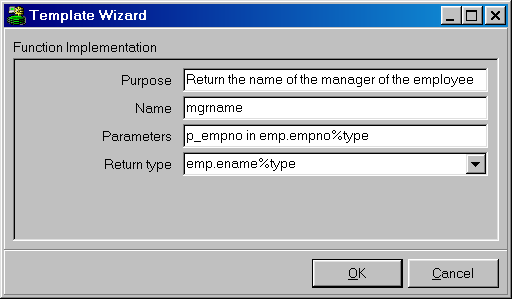 Template Wizard
Function Implementation
Purpose Return the name of the manager of the employee
Name mgrname
Parameters p_empno in emp.empno%type
Return type emp.ename%type
OK Cancel